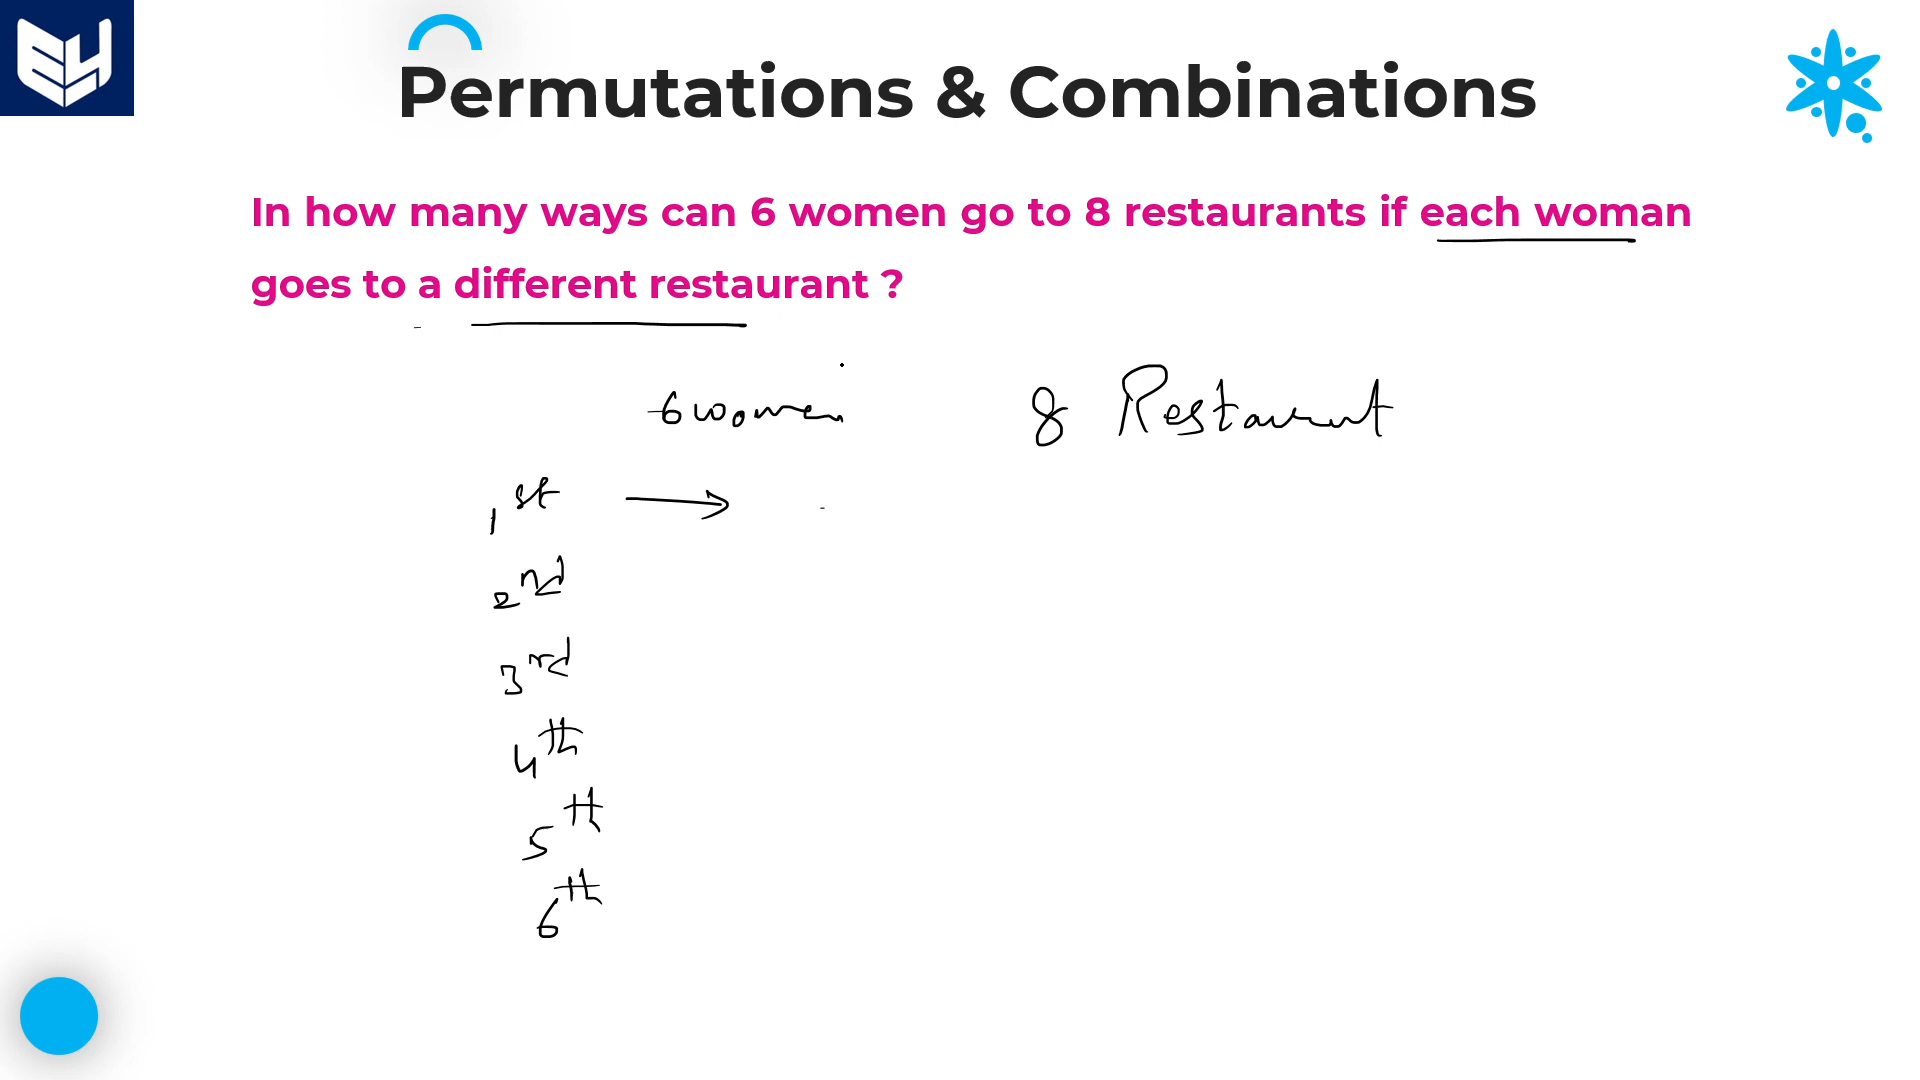 Permutations & Combinations
In how many ways can 6 women go to 8 restaurants if each woman
goes to a different restaurant ?
6 women 8 Restaurant
1st
2nd
3rd
4th
5th
6th